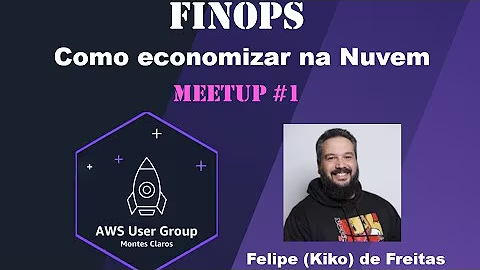 FINOPS
Como economizar na Nuvem
MEETUP #1
AWS User Group
Montes Claros
Felipe (Kiko) de Freitas